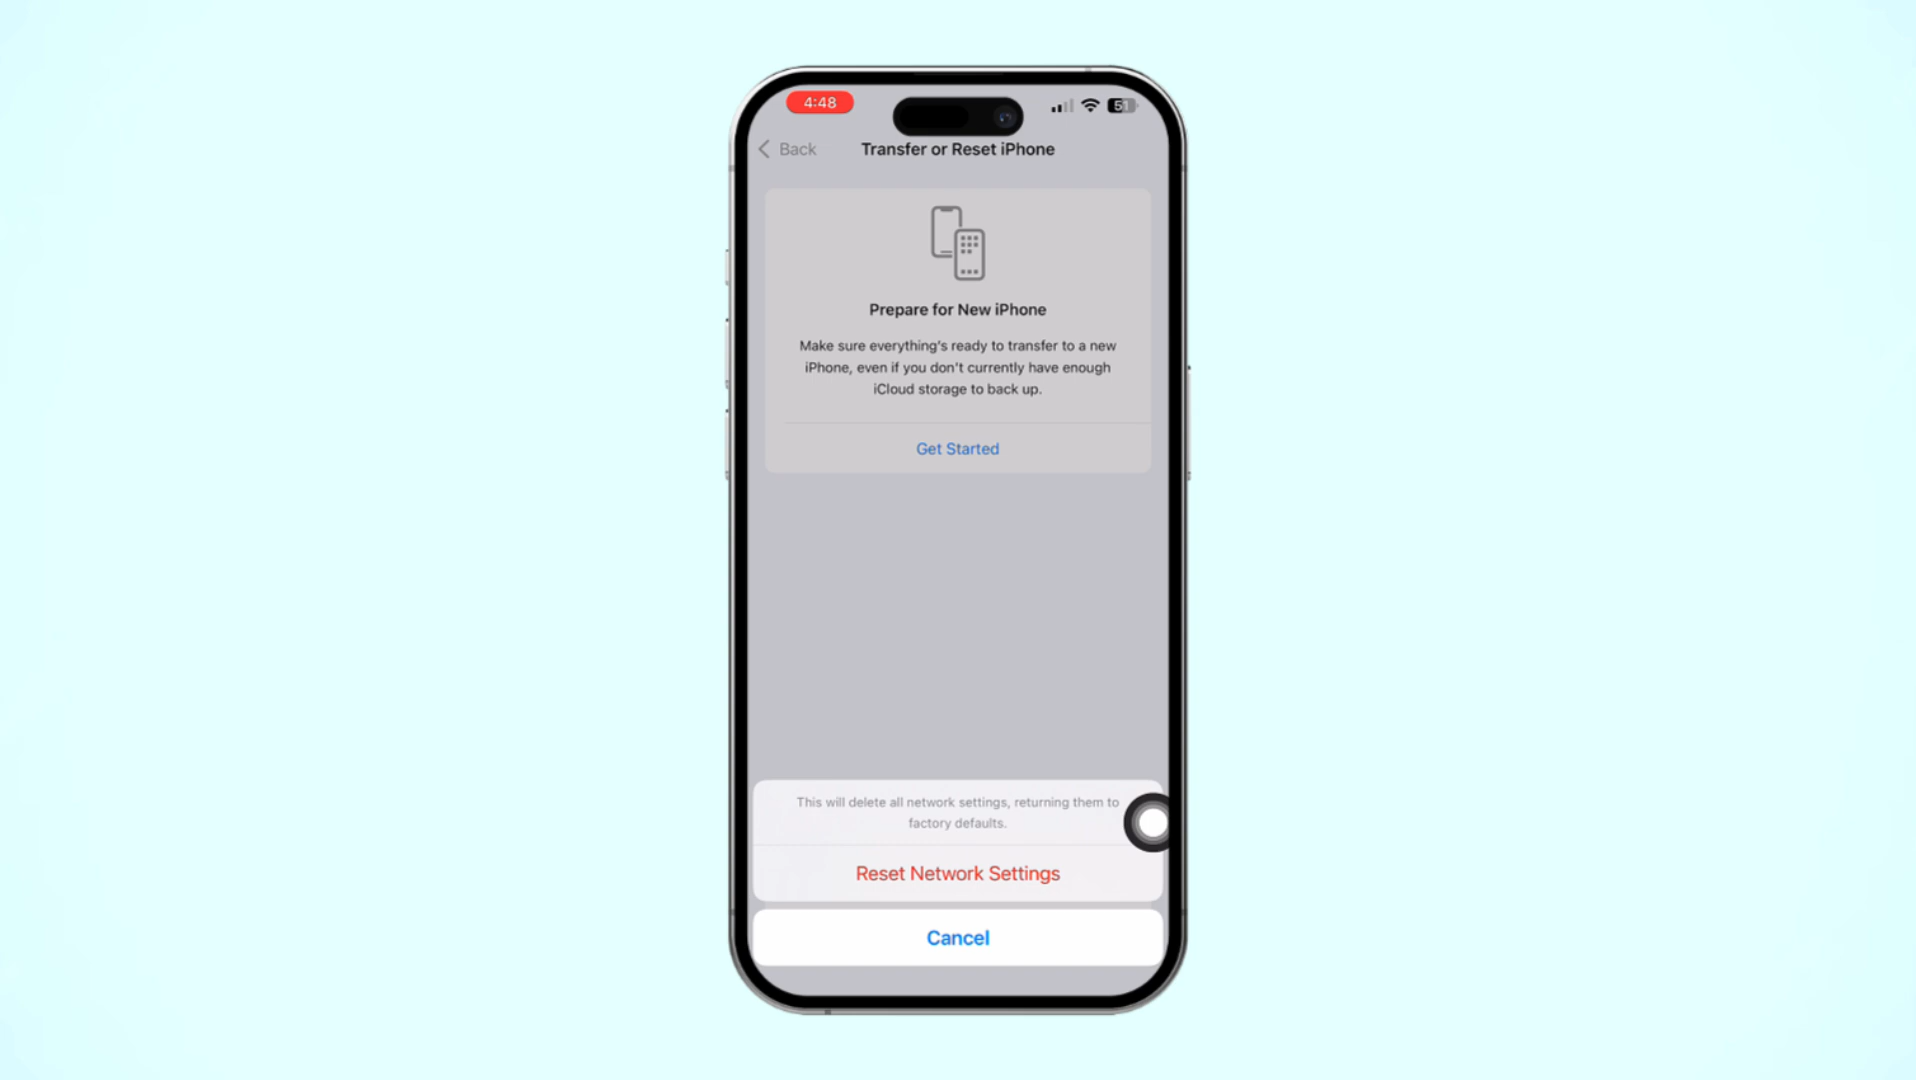 4:48
51
Back
Transfer or Reset iPhone
Prepare for New iPhone
Make sure everything's ready to transfer to a new
iPhone, even if you don't currently have enough
iCloud storage to back up.
Get Started
This will delete all network settings, returning them to
factory defaults.
Reset Network Settings
Cancel